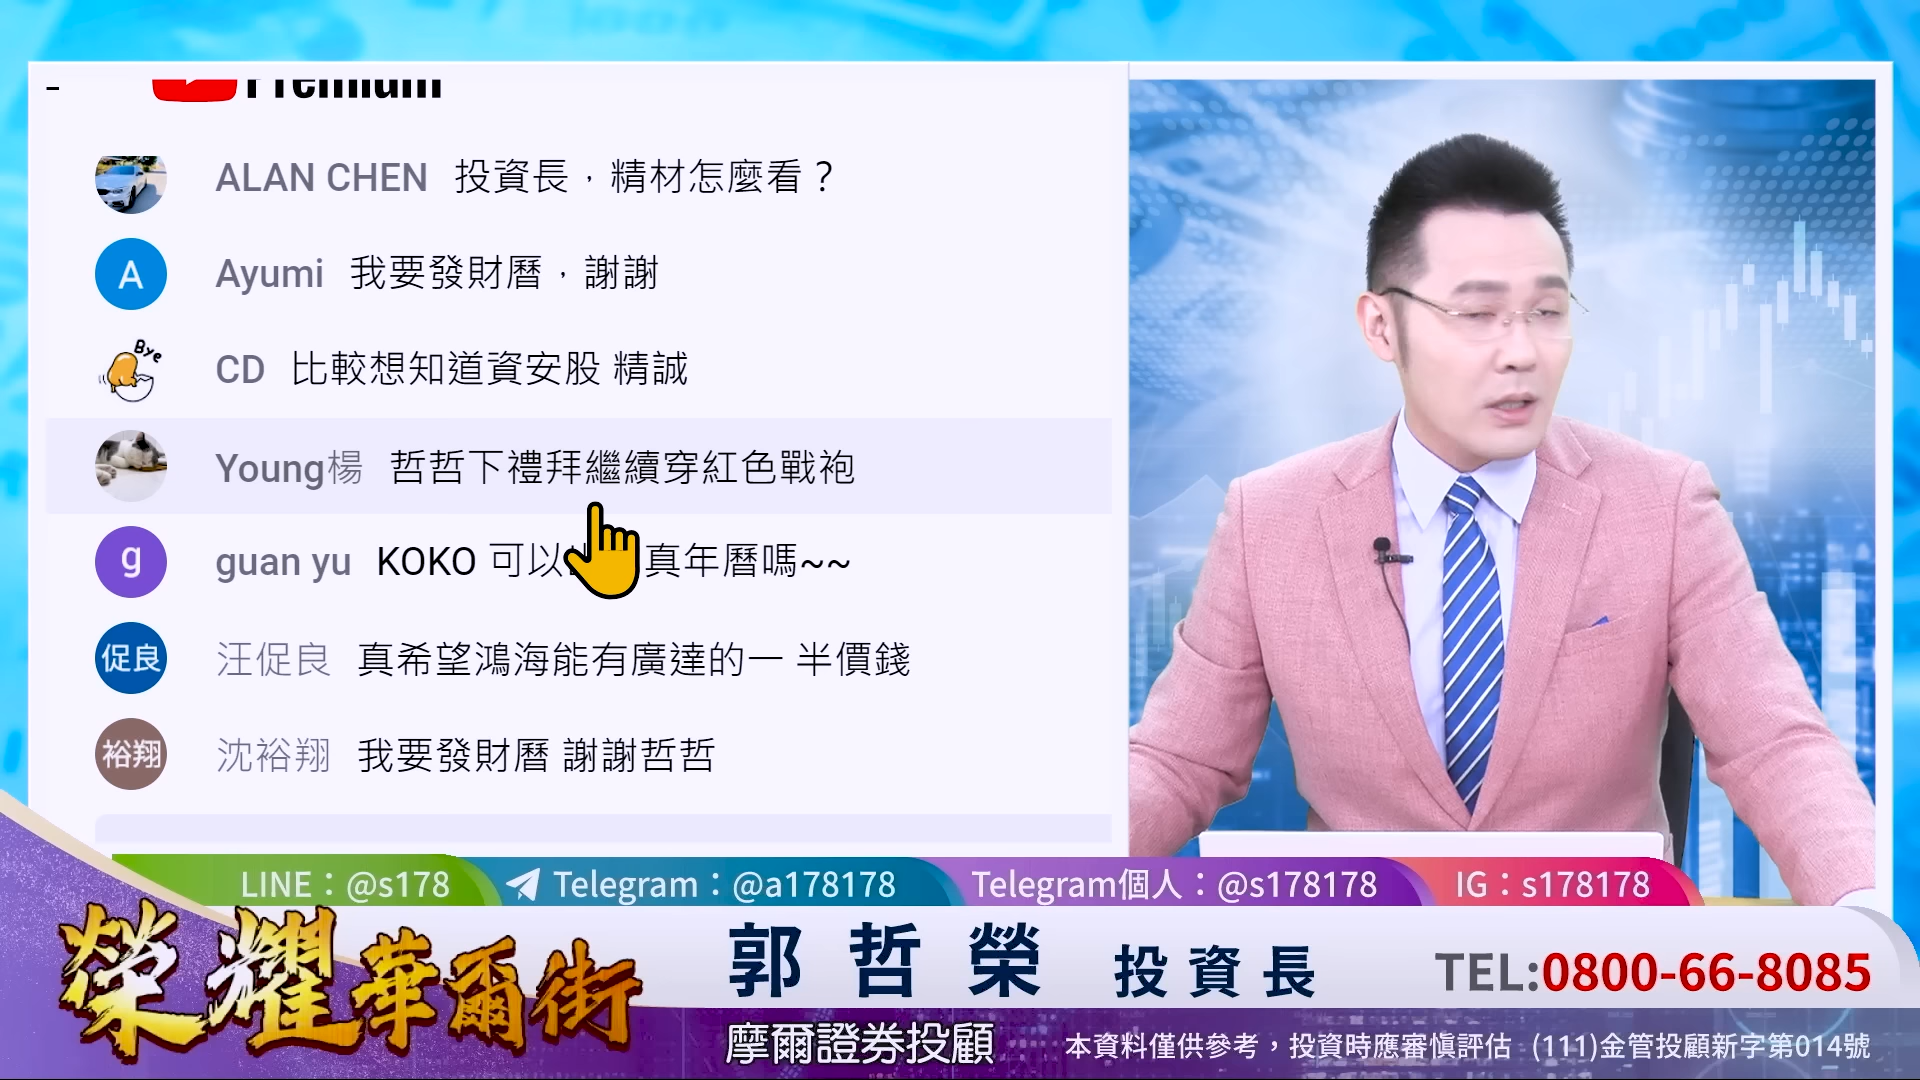 Premium
ALAN CHEN 投資長，精材怎麼看？
A Ayumi 我要發財曆，謝謝
Bye
CD 比較想知道資安股 精誠
Young楊 哲哲下禮拜繼續穿紅色戰袍
g guan yu KOKO 可以 真年曆嗎~~
促良 汪促良 真希望鴻海能有廣達的一 半價錢
裕翔 沈裕翔 我要發財曆 謝謝哲哲
LINE：@s178 Telegram：@a178178 Telegram個人：@s178178 IG：s178178
榮耀華爾街
郭哲榮 投資長 TEL:0800-66-8085
摩爾證券投顧 本資料僅供參考，投資時應審慎評估 (111)金管投顧新字第014號